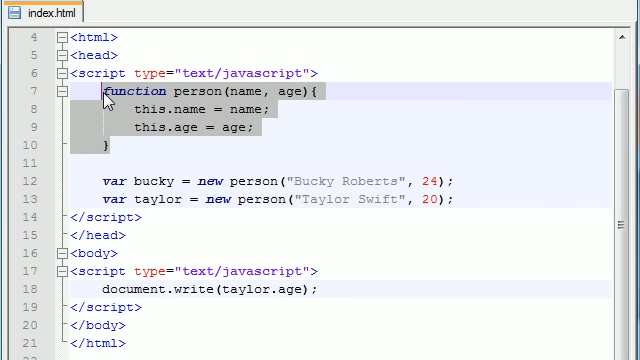 index.html
4 <html>
5 <head>
6 <script type="text/javascript">
7 function person(name, age){
8 this.name = name;
9 this.age = age;
10 }
11
12 var bucky = new person("Bucky Roberts", 24);
13 var taylor = new person("Taylor Swift", 20);
14 </script>
15 </head>
16 <body>
17 <script type="text/javascript">
18 document.write(taylor.age);
19 </script>
20 </body>
21 </html>